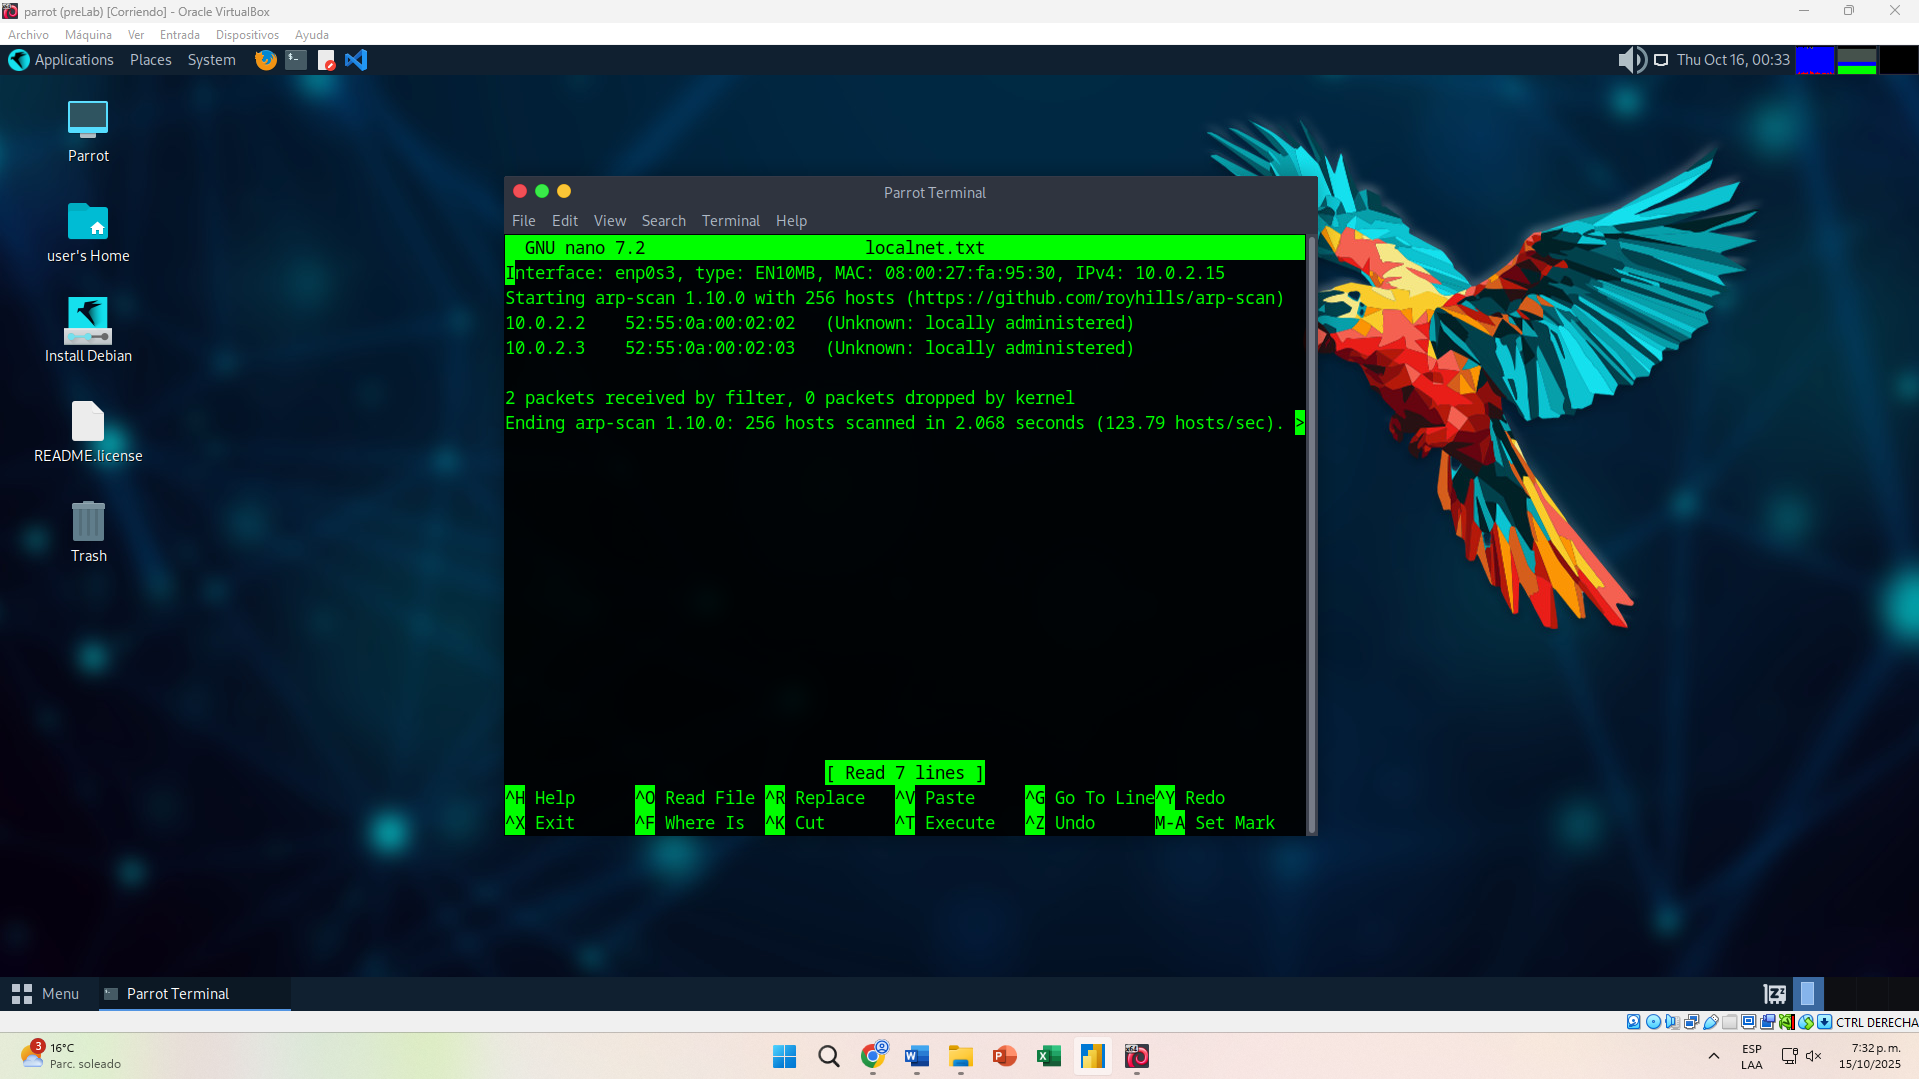 parrot (preLab) [Corriendo] - Oracle VirtualBox
Archivo Máquina Ver Entrada Dispositivos Ayuda
Applications Places System Thu Oct 16, 00:33
Parrot
user's Home
Install Debian
README.license
Trash
Parrot Terminal
File Edit View Search Terminal Help
GNU nano 7.2 localnet.txt
Interface: enp0s3, type: EN10MB, MAC: 08:00:27:fa:95:30, IPv4: 10.0.2.15
Starting arp-scan 1.10.0 with 256 hosts (https://github.com/royhills/arp-scan)
10.0.2.2 52:55:0a:00:02:02 (Unknown: locally administered)
10.0.2.3 52:55:0a:00:02:03 (Unknown: locally administered)
2 packets received by filter, 0 packets dropped by kernel
Ending arp-scan 1.10.0: 256 hosts scanned in 2.068 seconds (123.79 hosts/sec). >
[ Read 7 lines ]
^H Help ^O Read File ^R Replace ^V Paste ^G Go To Line ^Y Redo
^X Exit ^F Where Is ^K Cut ^T Execute ^Z Undo M-A Set Mark
Menu Parrot Terminal
CTRL DERECHA
3 16°C
Parc. soleado
ESP
LAA
7:32 p. m.
15/10/2025